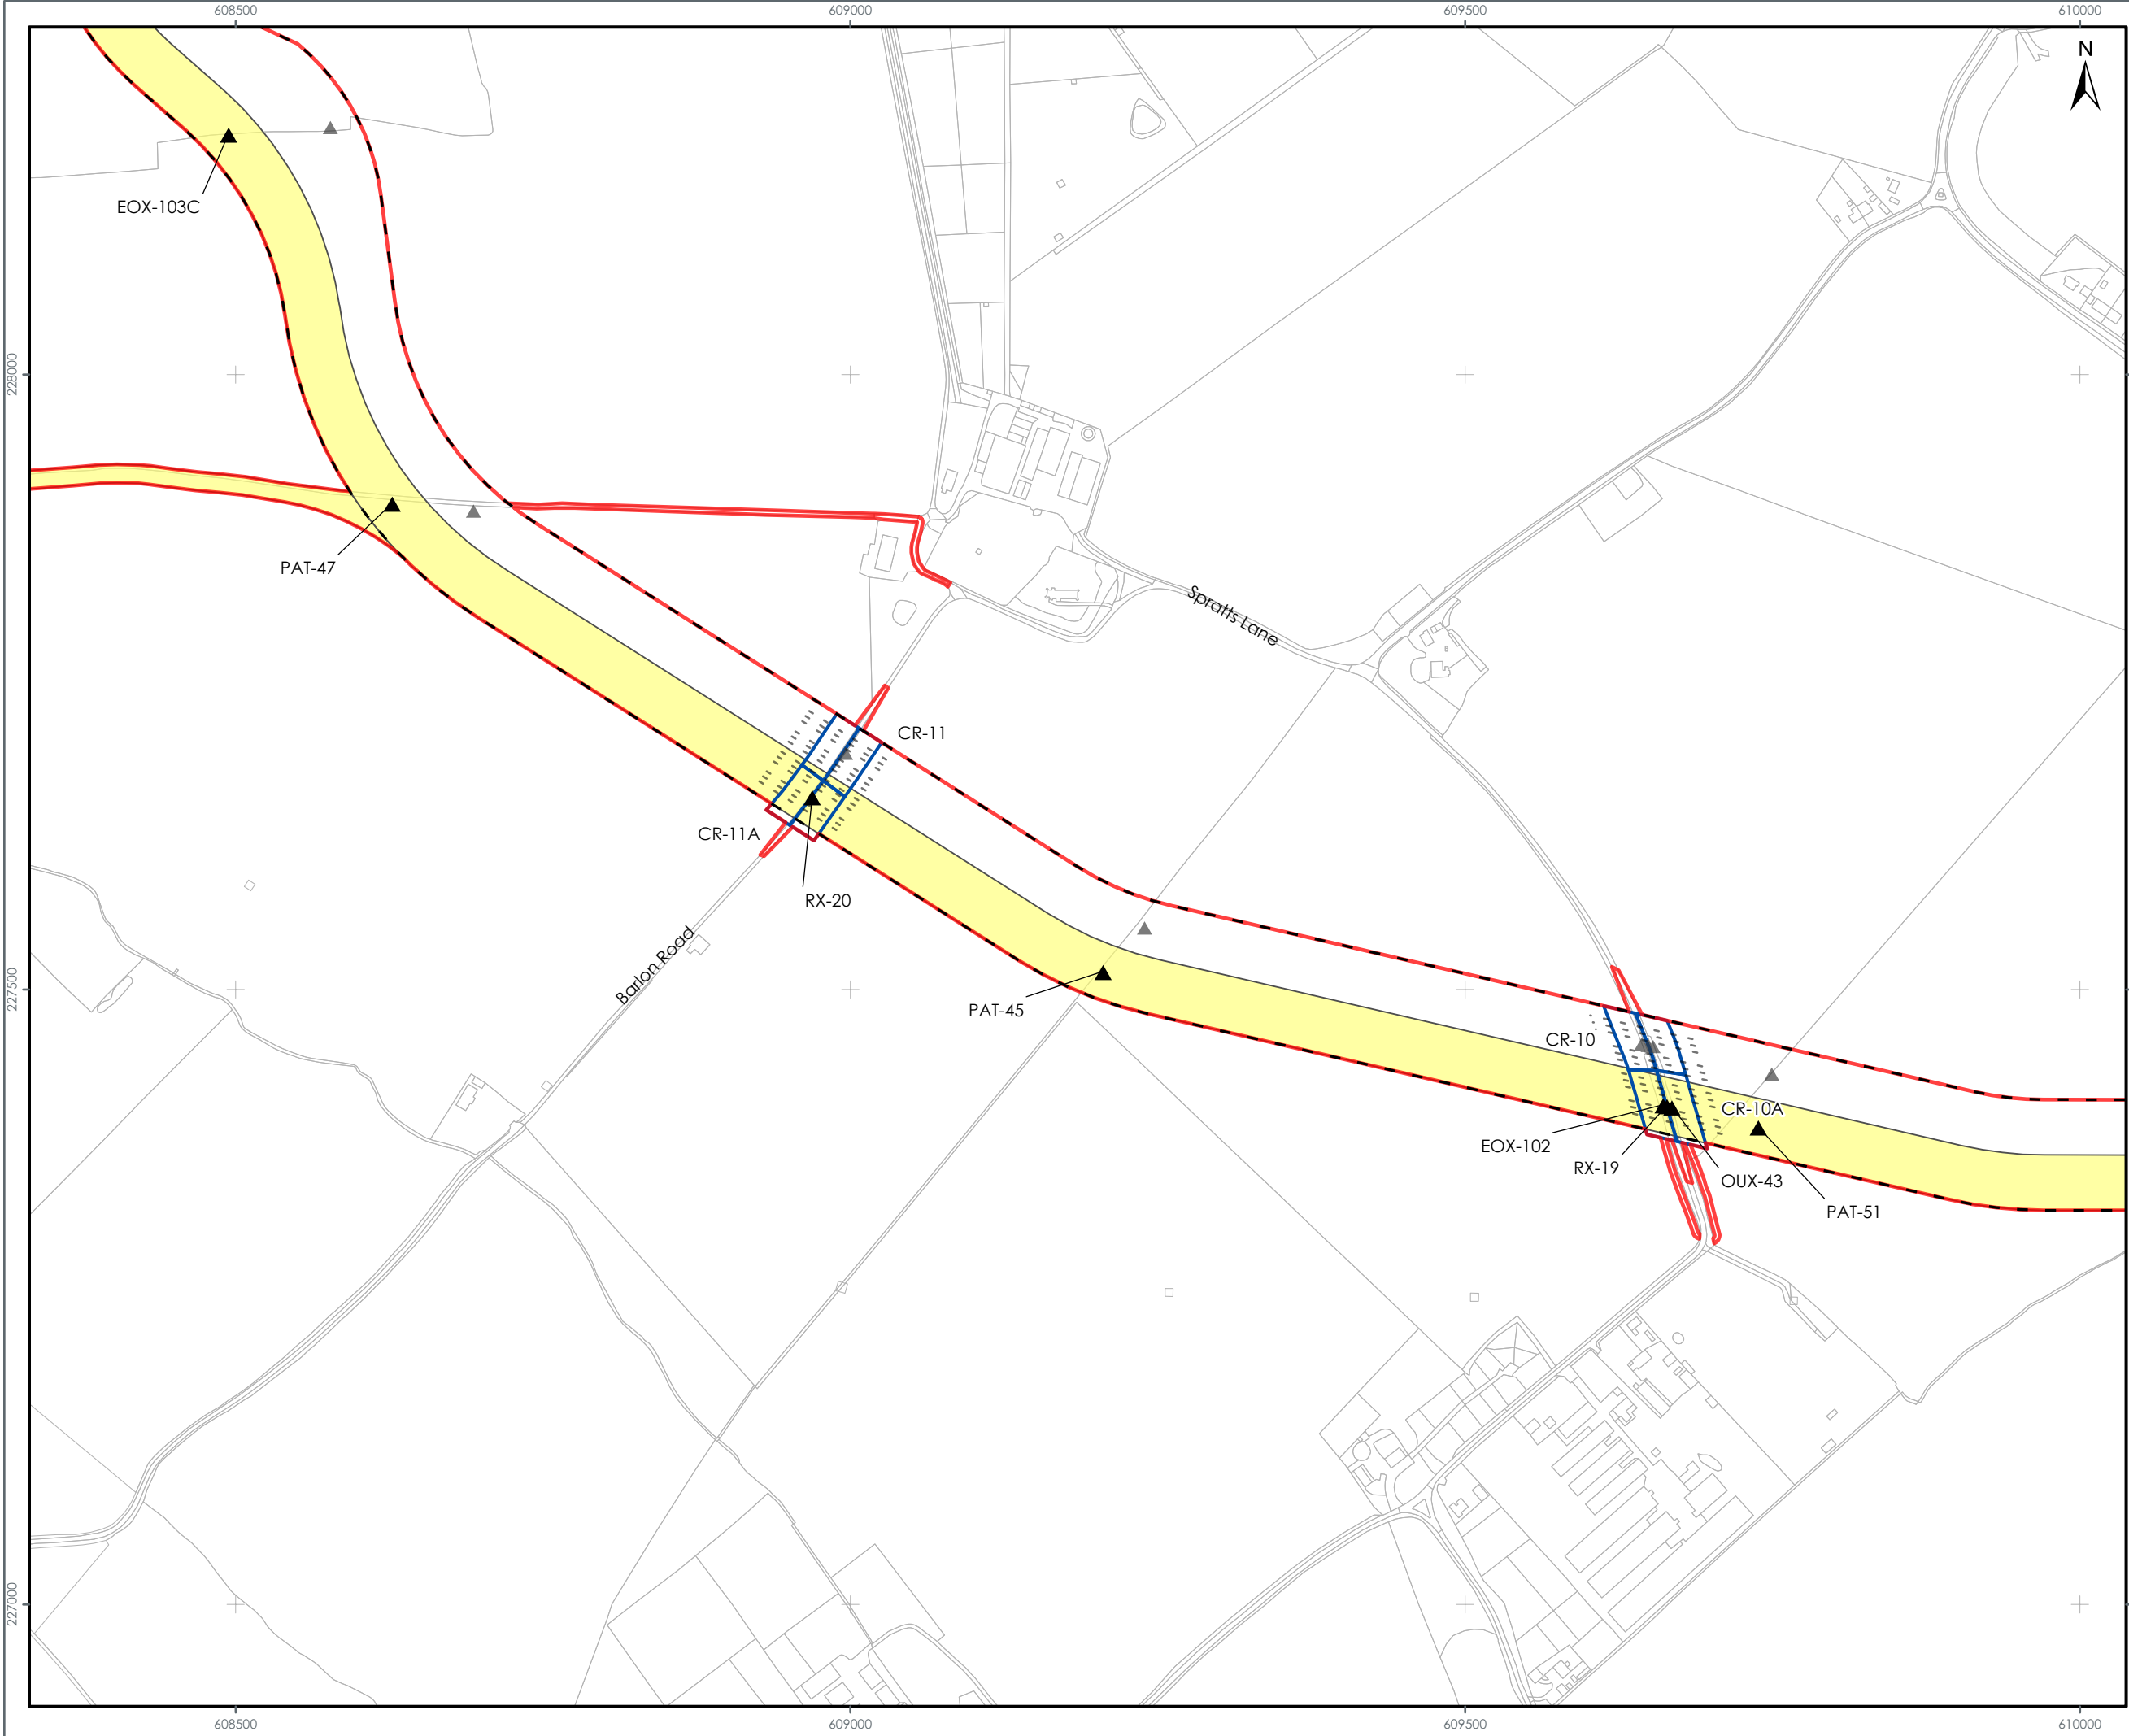 608500
609000
609500
610000
N
EOX-103C
228000
PAT-47
Spratts Lane
CR-11
CR-11A
RX-20
Barlon Road
227500
PAT-45
CR-10
CR-10A
EOX-102
RX-19
OUX-43
PAT-51
227000
608500
609000
609500
610000